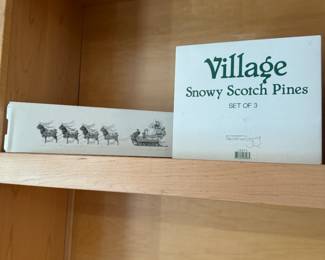 Village
Snowy Scotch Pines
SET OF 3